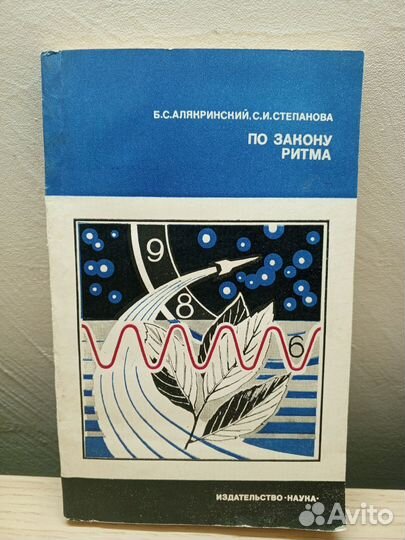 Б.С.АЛЯКРИНСКИЙ, С.И.СТЕПАНОВА
ПО ЗАКОНУ
РИТМА
9
8
6
ИЗДАТЕЛЬСТВО «НАУКА»
Avito